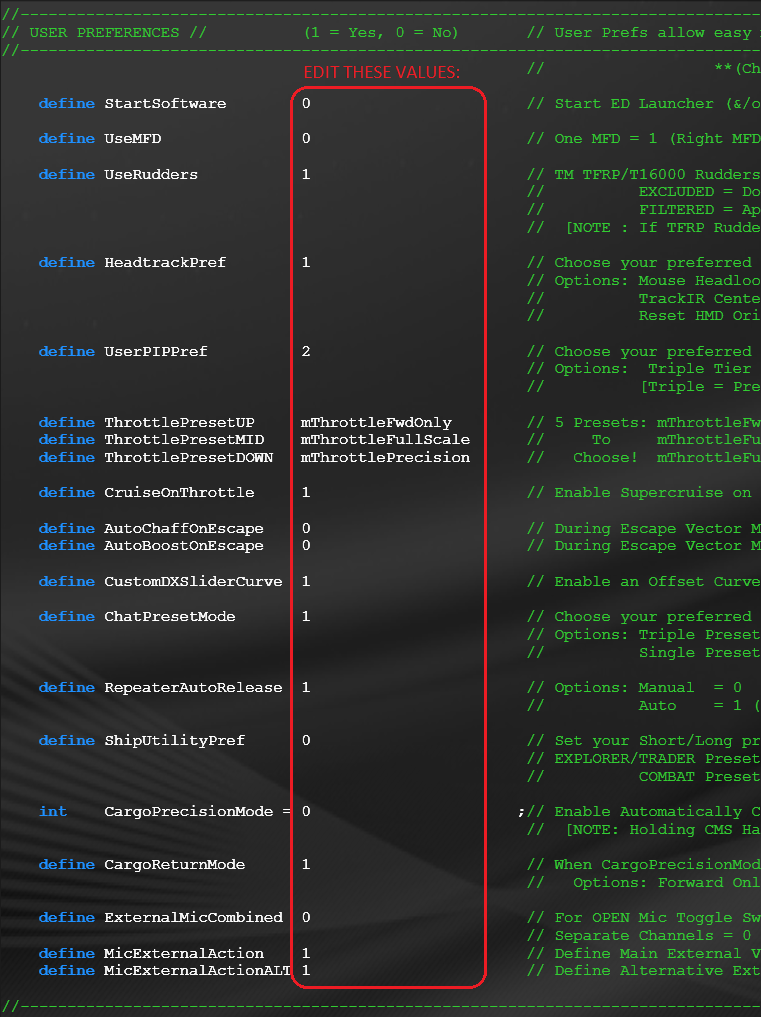 //--------------------------------------------------------------------------------
// USER PREFERENCES // (1 = Yes, 0 = No) // User Prefs allow easy
//--------------------------------------------------------------------------------
EDIT THESE VALUES: // **(Ch
define StartSoftware 0 // Start ED Launcher (&/o
define UseMFD 0 // One MFD = 1 (Right MFD
define UseRudders 1 // TM TFRP/T16000 Rudders
// EXCLUDED = Do
// FILTERED = Ap
// [NOTE : If TFRP Rudde
define HeadtrackPref 1 // Choose your preferred
// Options: Mouse Headloo
// TrackIR Cente
// Reset HMD Ori
define UserPIPPref 2 // Choose your preferred
// Options: Triple Tier
// [Triple = Pre
define ThrottlePresetUP mThrottleFwdOnly // 5 Presets: mThrottleFw
define ThrottlePresetMID mThrottleFullScale // To mThrottleFu
define ThrottlePresetDOWN mThrottlePrecision // Choose! mThrottleFu
define CruiseOnThrottle 1 // Enable Supercruise on
define AutoChaffOnEscape 0 // During Escape Vector M
define AutoBoostOnEscape 0 // During Escape Vector M
define CustomDXSliderCurve 1 // Enable an Offset Curve
define ChatPresetMode 1 // Choose your preferred
// Options: Triple Preset
// Single Preset
define RepeaterAutoRelease 1 // Options: Manual = 0
// Auto = 1 (
define ShipUtilityPref 0 // Set your Short/Long pr
// EXPLORER/TRADER Preset
// COMBAT Preset
int CargoPrecisionMode = 0 ;// Enable Automatically C
// [NOTE: Holding CMS Ha
define CargoReturnMode 1 // When CargoPrecisionMod
// Options: Forward Onl
define ExternalMicCombined 0 // For OPEN Mic Toggle Sw
// Separate Channels = 0
define MicExternalAction 1 // Define Main External V
define MicExternalActionALT 1 // Define Alternative Ext
//--------------------------------------------------------------------------------